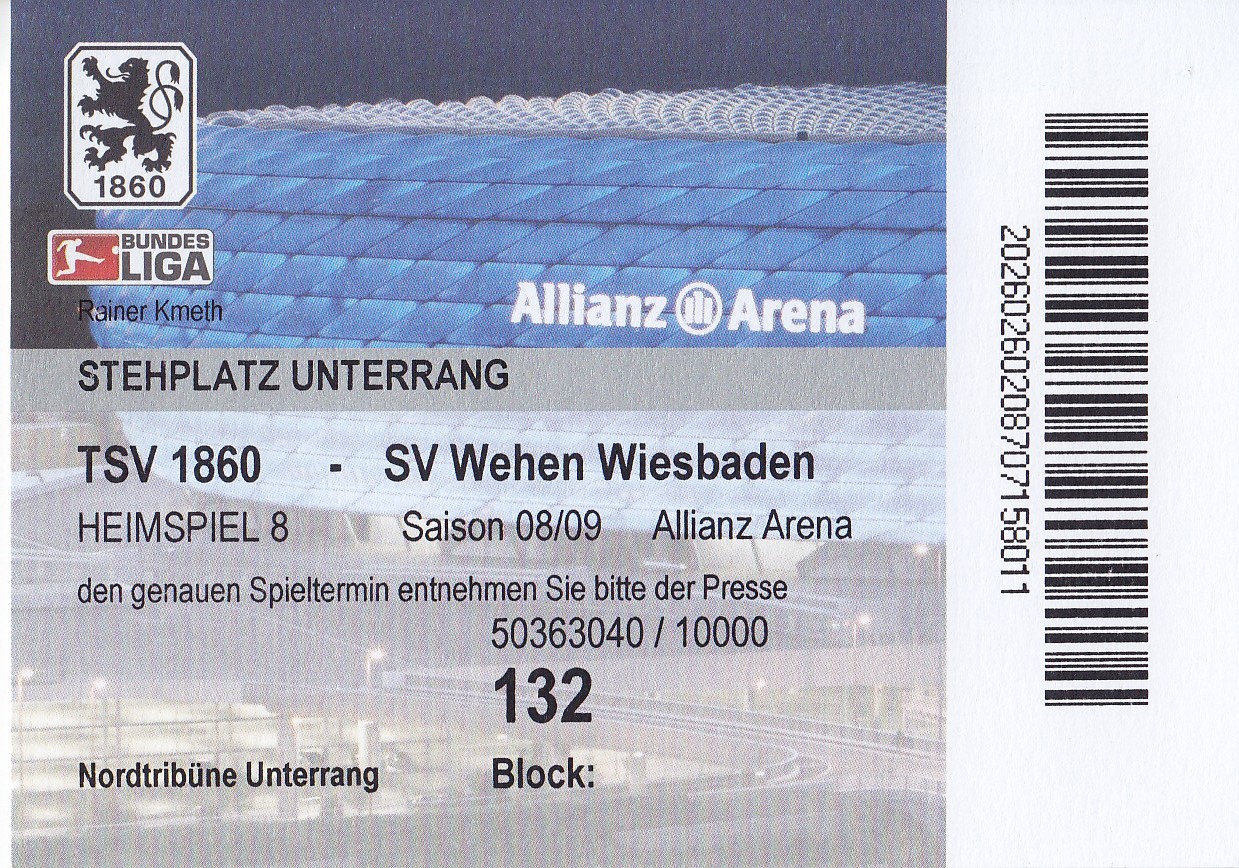 1860
BUNDES
LIGA
Rainer Kmeth
Allianz Arena
STEHPLATZ UNTERRANG
TSV 1860 - SV Wehen Wiesbaden
HEIMSPIEL 8 Saison 08/09 Allianz Arena
den genauen Spieltermin entnehmen Sie bitte der Presse
50363040 / 10000
132
Nordtribüne Unterrang Block:
20260260208707158011